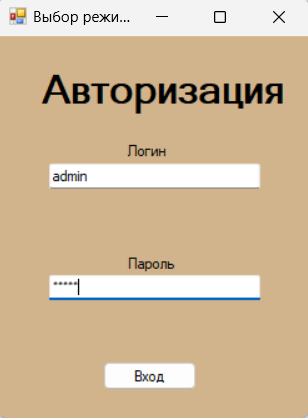 Выбор режи...
Авторизация
Логин
admin
Пароль
*****
Вход